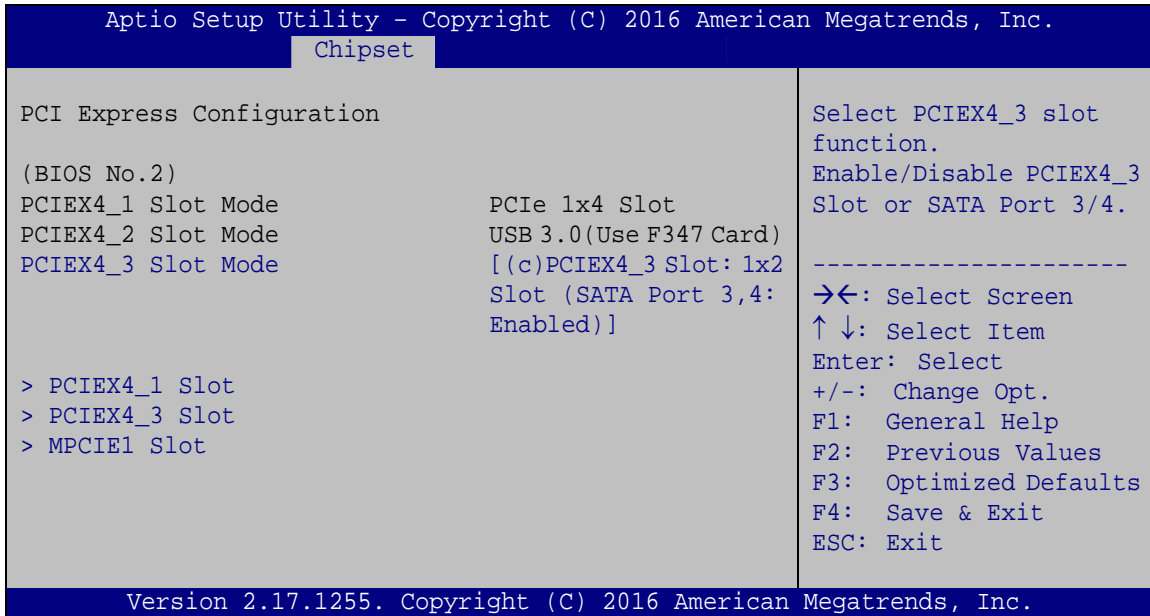 Aptio Setup Utility – Copyright (C) 2016 American Megatrends, Inc.
Chipset
PCI Express Configuration
(BIOS No.2)
PCIEX4_1 Slot Mode PCIe 1x4 Slot
PCIEX4_2 Slot Mode USB 3.0(Use F347 Card)
PCIEX4_3 Slot Mode [(c)PCIEX4_3 Slot: 1x2
Slot (SATA Port 3,4:
Enabled)]
> PCIEX4_1 Slot
> PCIEX4_3 Slot
> MPCIE1 Slot
Select PCIEX4_3 slot
function.
Enable/Disable PCIEX4_3
Slot or SATA Port 3/4.
----------------------
→←: Select Screen
↑ ↓: Select Item
Enter: Select
+/-: Change Opt.
F1: General Help
F2: Previous Values
F3: Optimized Defaults
F4: Save & Exit
ESC: Exit
Version 2.17.1255. Copyright (C) 2016 American Megatrends, Inc.